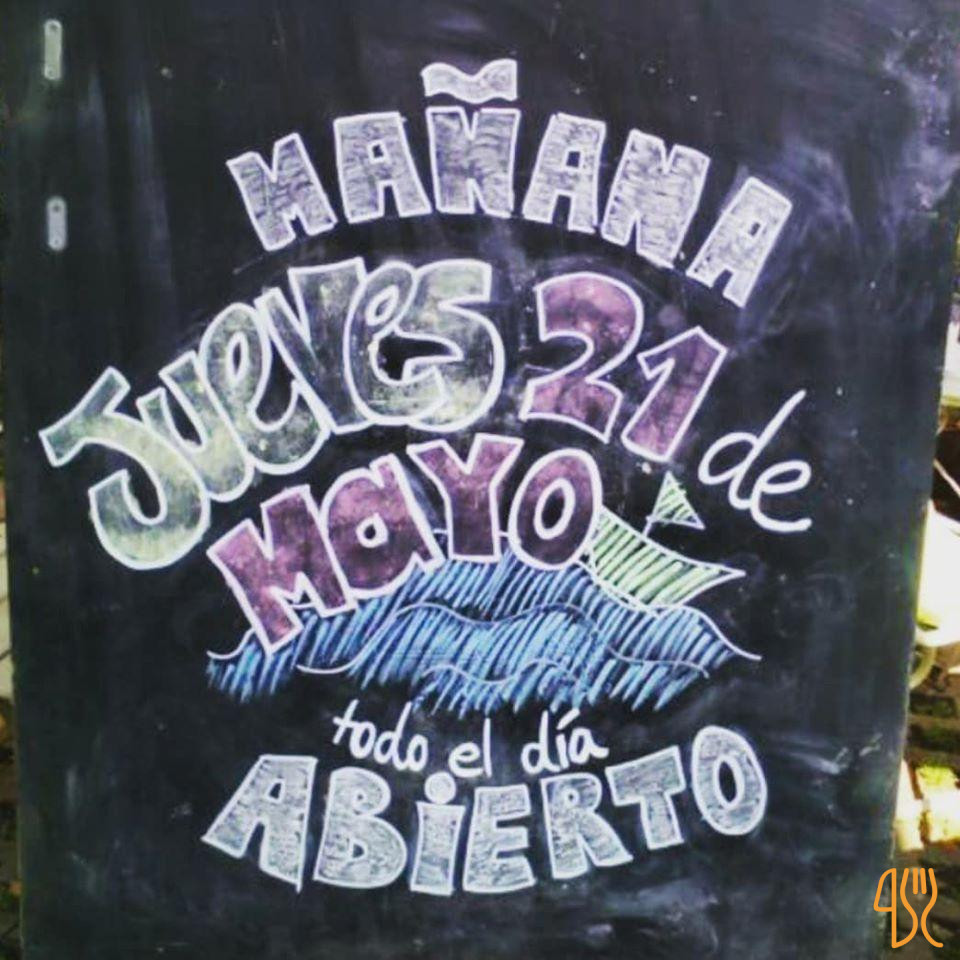 MAÑANA
Jueves 21 de
MAYO
todo el día
ABiERTO